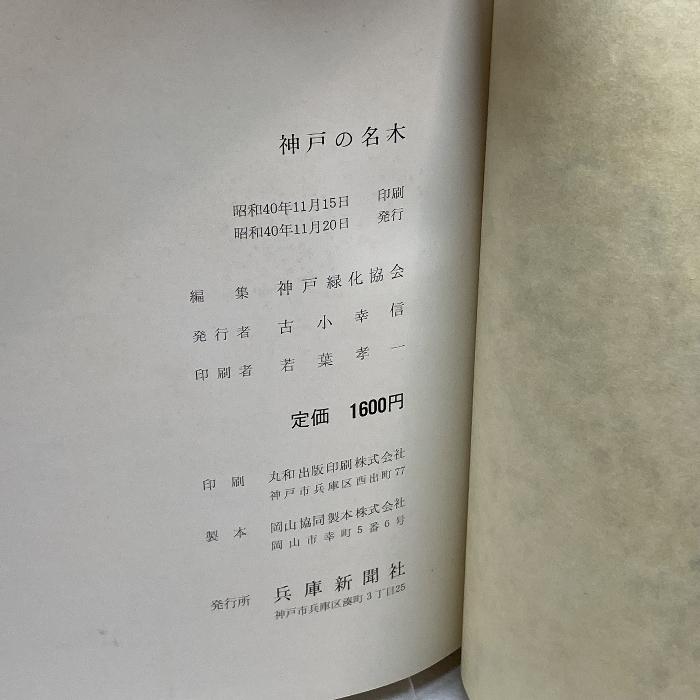 神戸の名木
昭和40年11月15日 印刷
昭和40年11月20日 発行
編集 神戸緑化協会
発行者 古小幸信
印刷者 若葉孝一
定価 1600円
印刷 丸和出版印刷株式会社
神戸市兵庫区西出町77
製本 岡山協同製本株式会社
岡山市幸町5番6号
発行所 兵庫新聞社
神戸市兵庫区湊町3丁目25